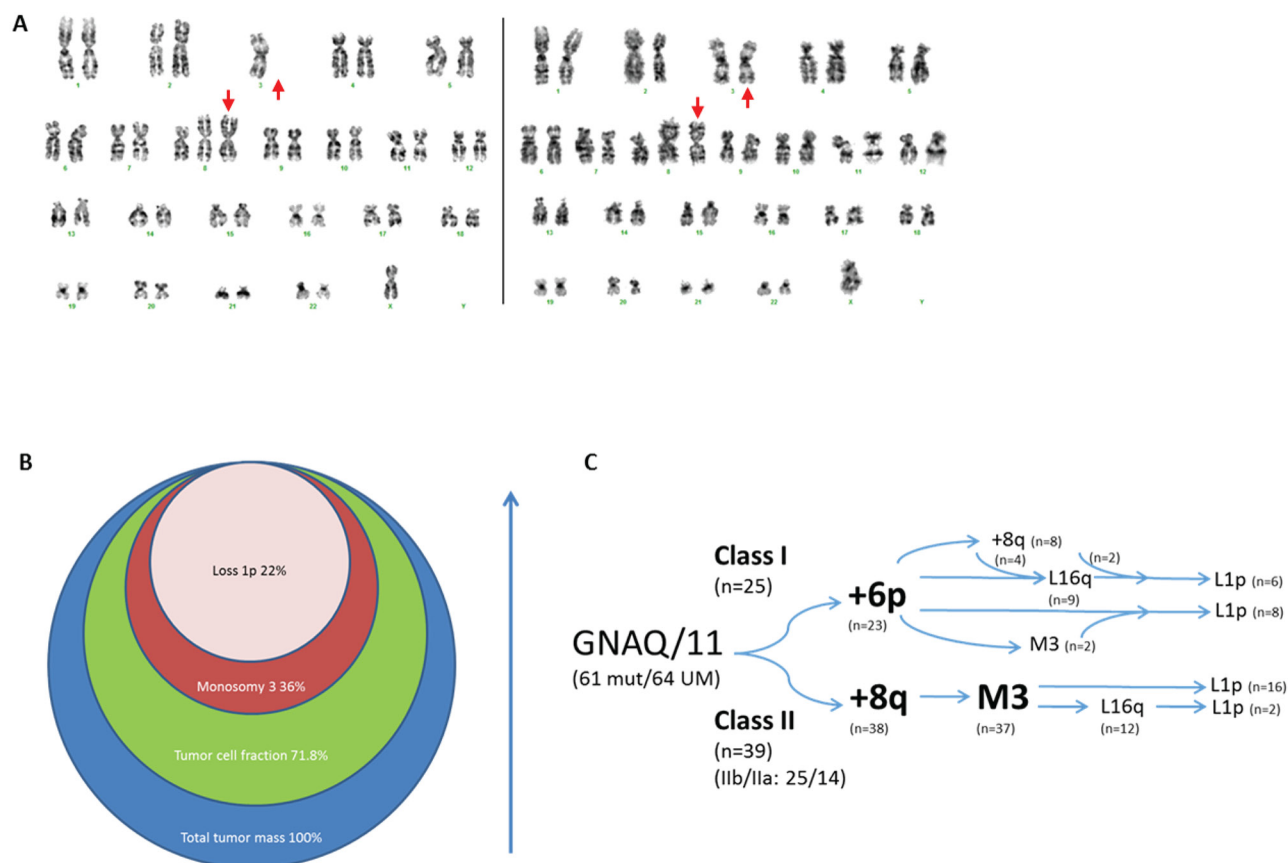 A
1 2 3 4 5
6 7 8 9 10 11 12
13 14 15 16 17 18
19 20 21 22 X Y
1 2 3 4 5
6 7 8 9 10 11 12
13 14 15 16 17 18
19 20 21 22 X Y
B
Loss 1p 22%
Monosomy 3 36%
Tumor cell fraction 71.8%
Total tumor mass 100%
C
Class I
(n=25)
GNAQ/11
(61 mut/64 UM)
Class II
(n=39)
(IIb/IIa: 25/14)
+6p
(n=23)
+8q (n=8)
(n=4)
(n=2)
L16q
(n=9)
L1p (n=6)
L1p (n=8)
M3 (n=2)
+8q
(n=38)
M3
(n=37)
L1p (n=16)
L16q
(n=12)
L1p (n=2)